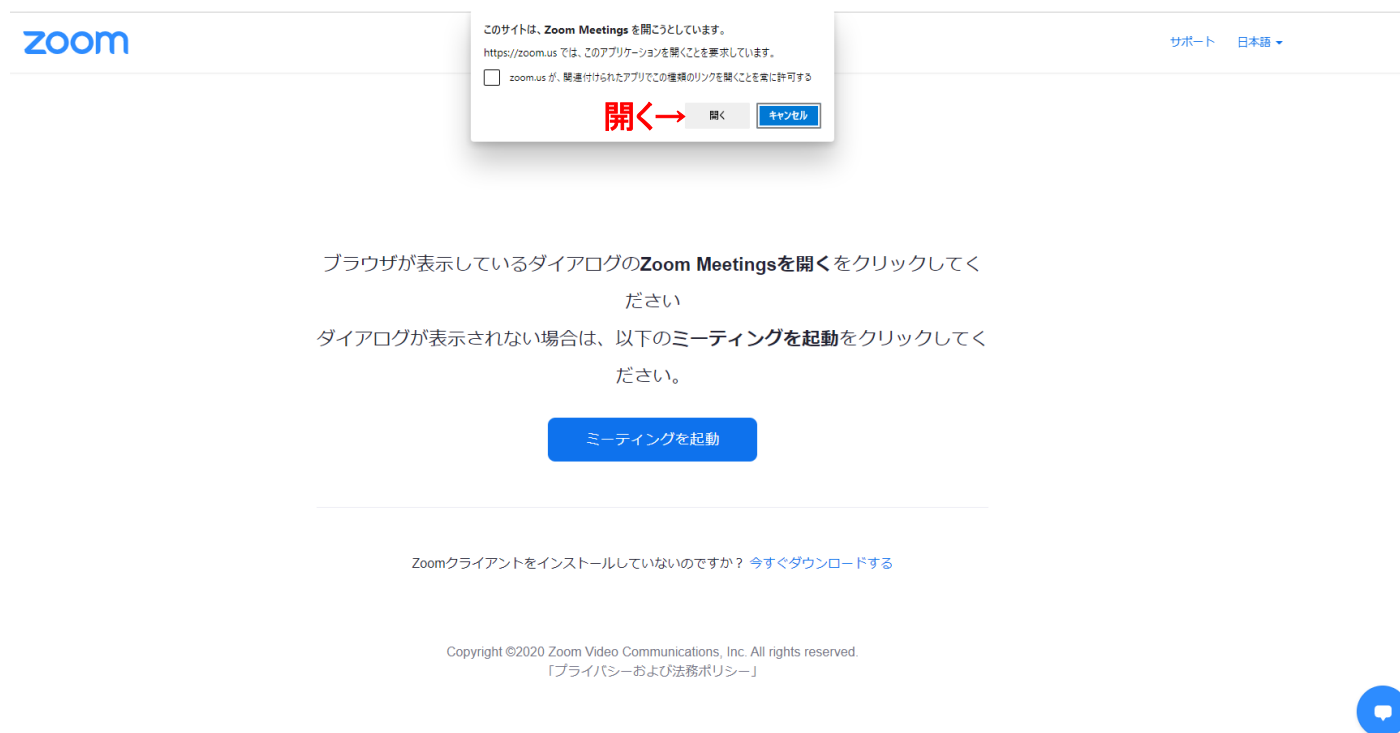 zoom
サポート 日本語
このサイトは、Zoom Meetings を開こうとしています。
https://zoom.us では、このアプリケーションを開くことを要求しています。
zoom.us が、関連付けられたアプリでこの種類のリンクを開くことを常に許可する
開く→ 開く キャンセル
ブラウザが表示しているダイアログのZoom Meetingsを開くをクリックしてく
ださい
ダイアログが表示されない場合は、以下のミーティングを起動をクリックしてく
ださい。
ミーティングを起動
Zoomクライアントをインストールしていないのですか？ 今すぐダウンロードする
Copyright ©2020 Zoom Video Communications, Inc. All rights reserved.
「プライバシーおよび法務ポリシー」